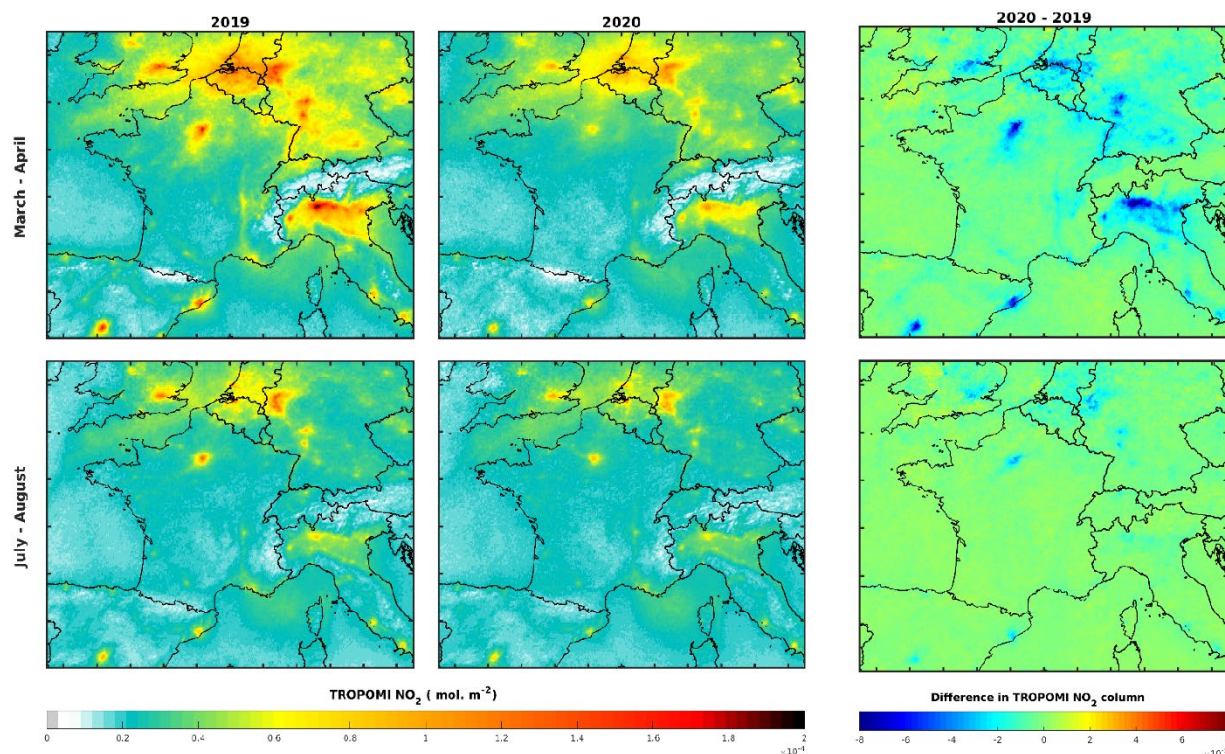 2019
2020
2020 - 2019
March - April
July - August
TROPOMI NO₂ ( mol. m⁻²)
0 0.2 0.4 0.6 0.8 1 1.2 1.4 1.6 1.8 2
×10⁻⁴
Difference in TROPOMI NO₂ column
-8 -6 -4 -2 0 2 4 6